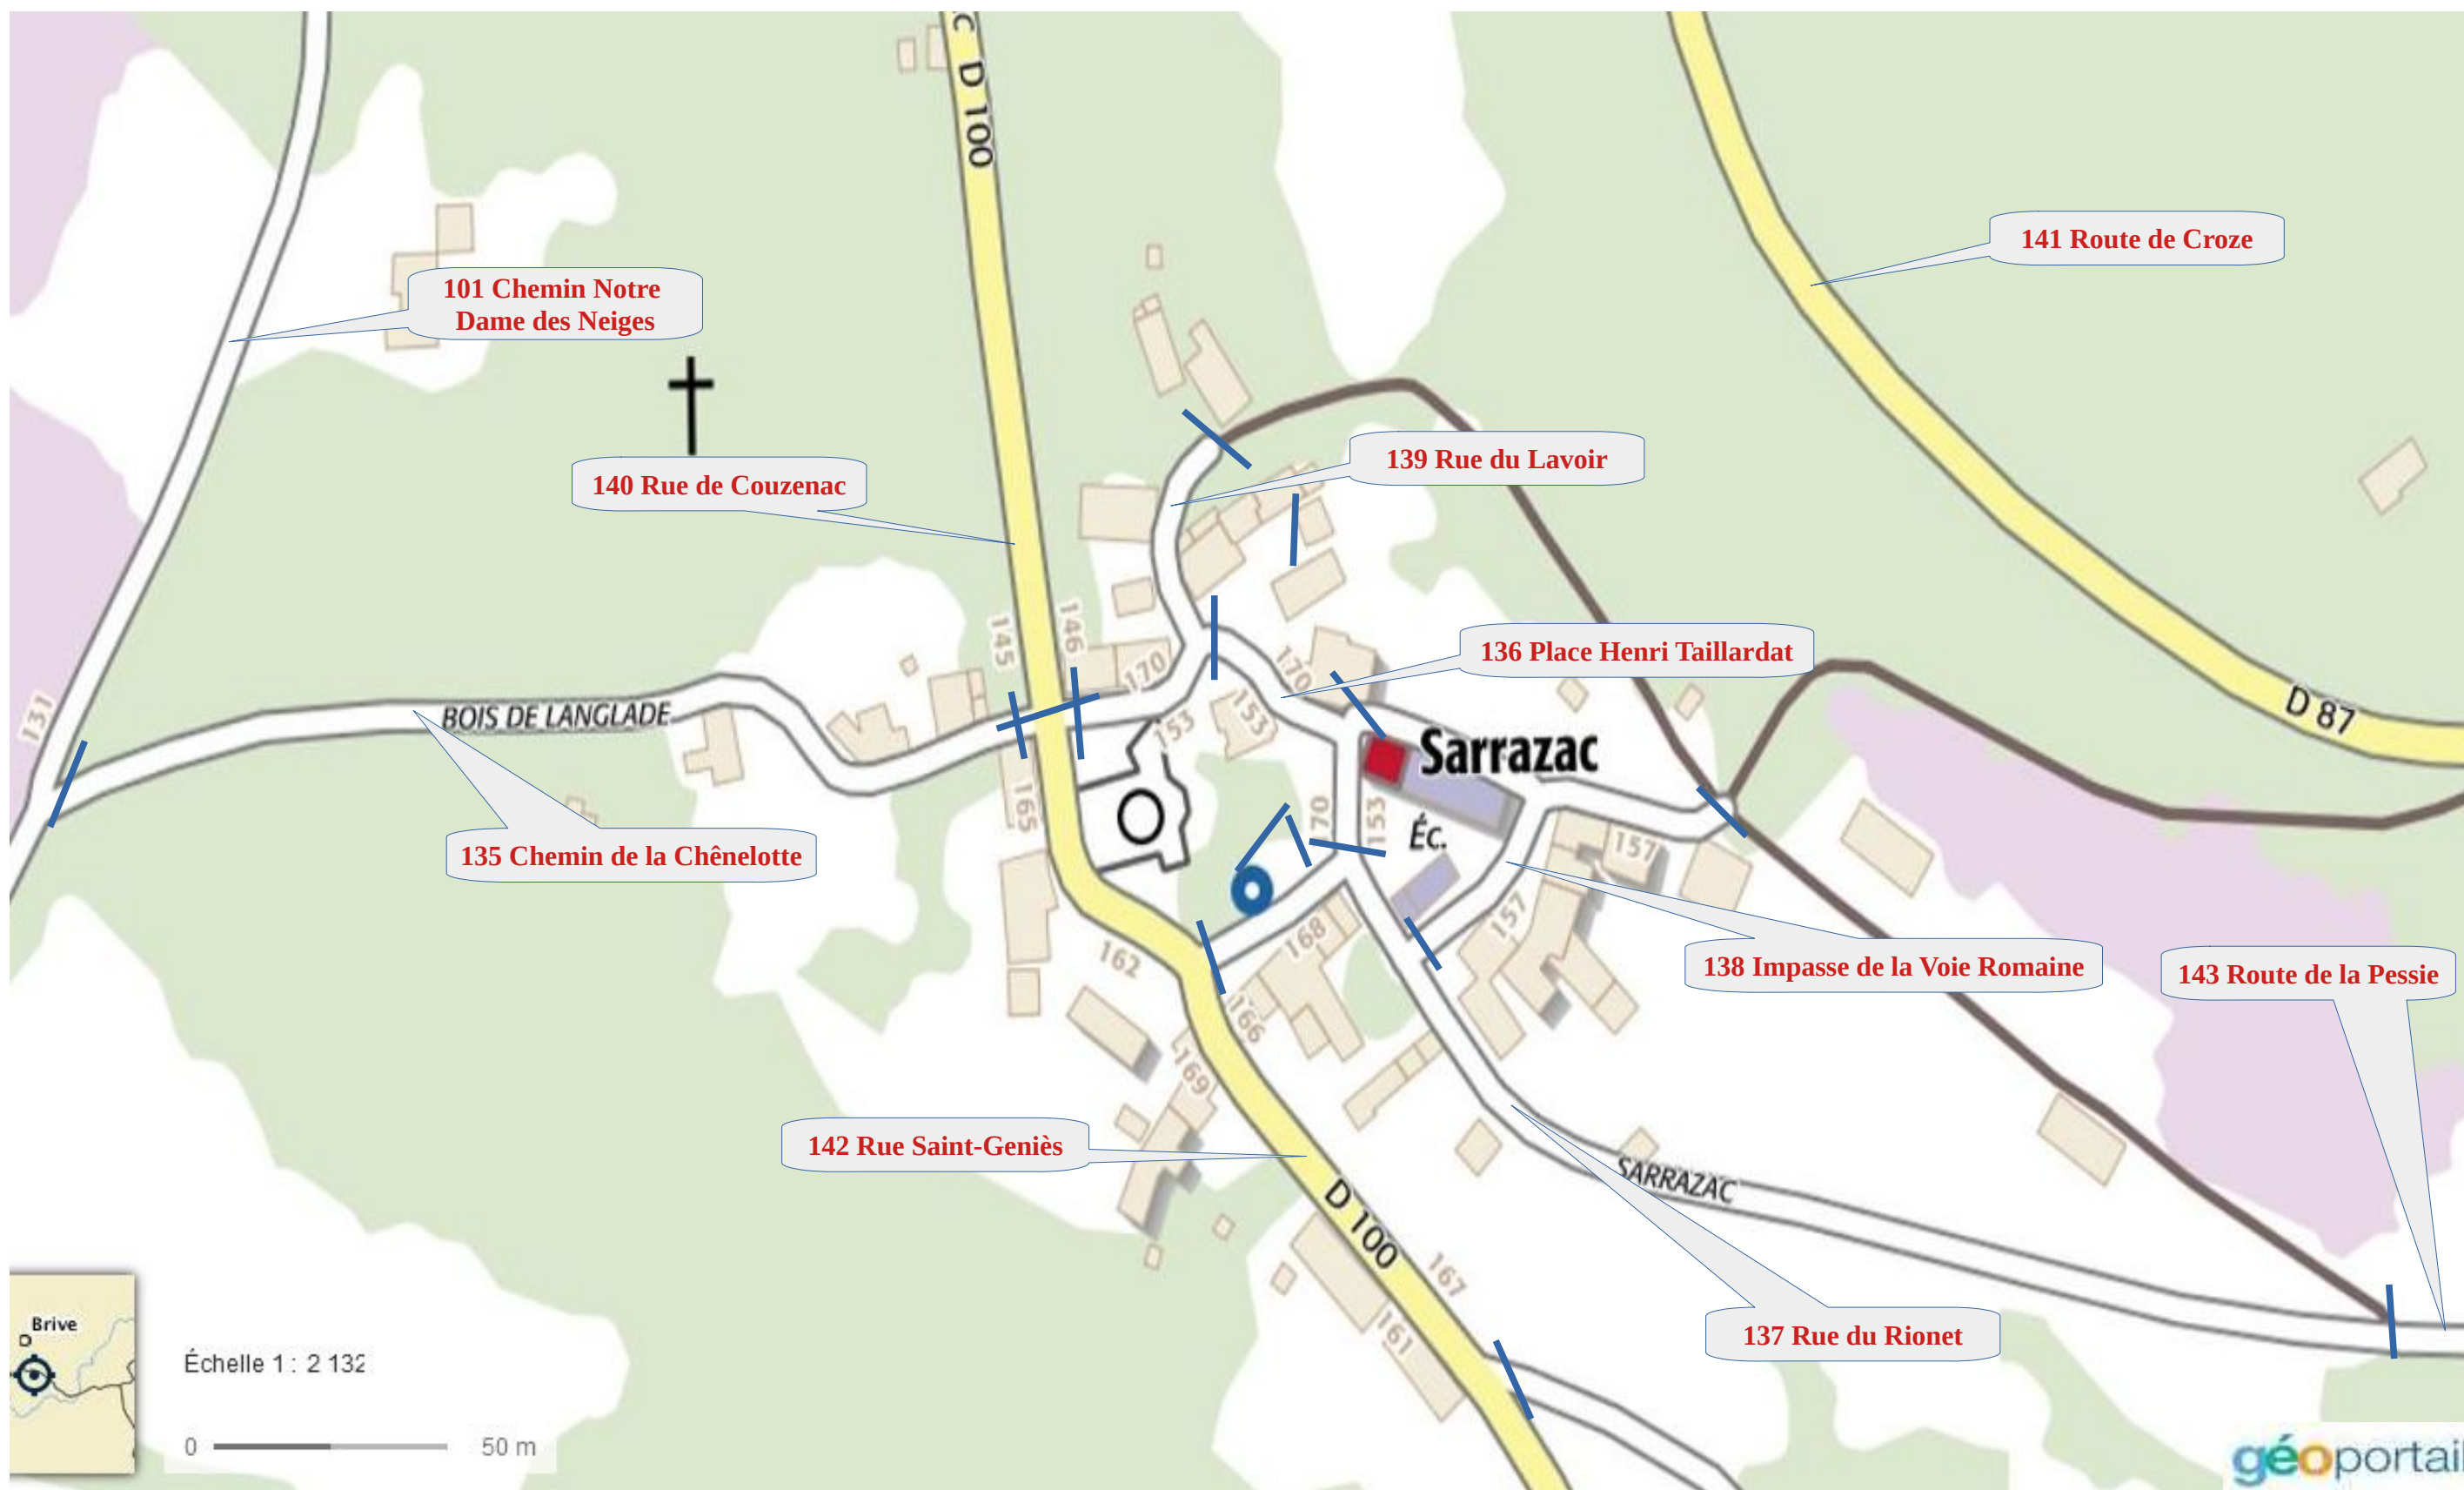 C D 100
141 Route de Croze
101 Chemin Notre
Dame des Neiges
139 Rue du Lavoir
140 Rue de Couzenac
145
146
136 Place Henri Taillardat
170
170
131
BOIS DE LANGLADE
153
153
D 87
Sarrazac
165
170
153
Éc.
157
135 Chemin de la Chênelotte
157
168
162
138 Impasse de la Voie Romaine
143 Route de la Pessie
166
169
142 Rue Saint-Geniès
SARRAZAC
D 100
167
161
137 Rue du Rionet
Brive
Échelle 1 : 2 132
0 50 m
géoportail